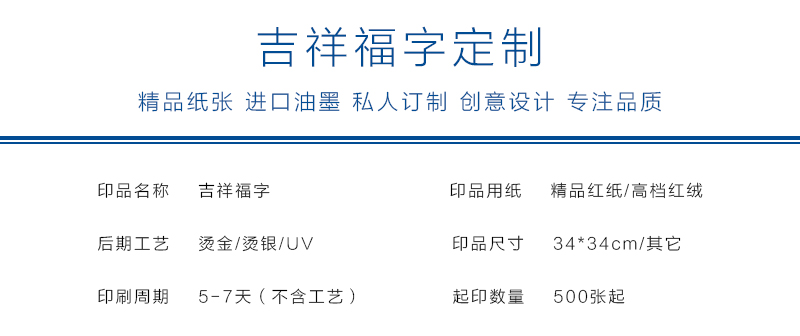 吉祥福字定制
精品纸张 进口油墨 私人订制 创意设计 专注品质
印品名称 吉祥福字 印品用纸 精品红纸/高档红绒
后期工艺 烫金/烫银/UV 印品尺寸 34*34cm/其它
印刷周期 5-7天（不含工艺） 起印数量 500张起